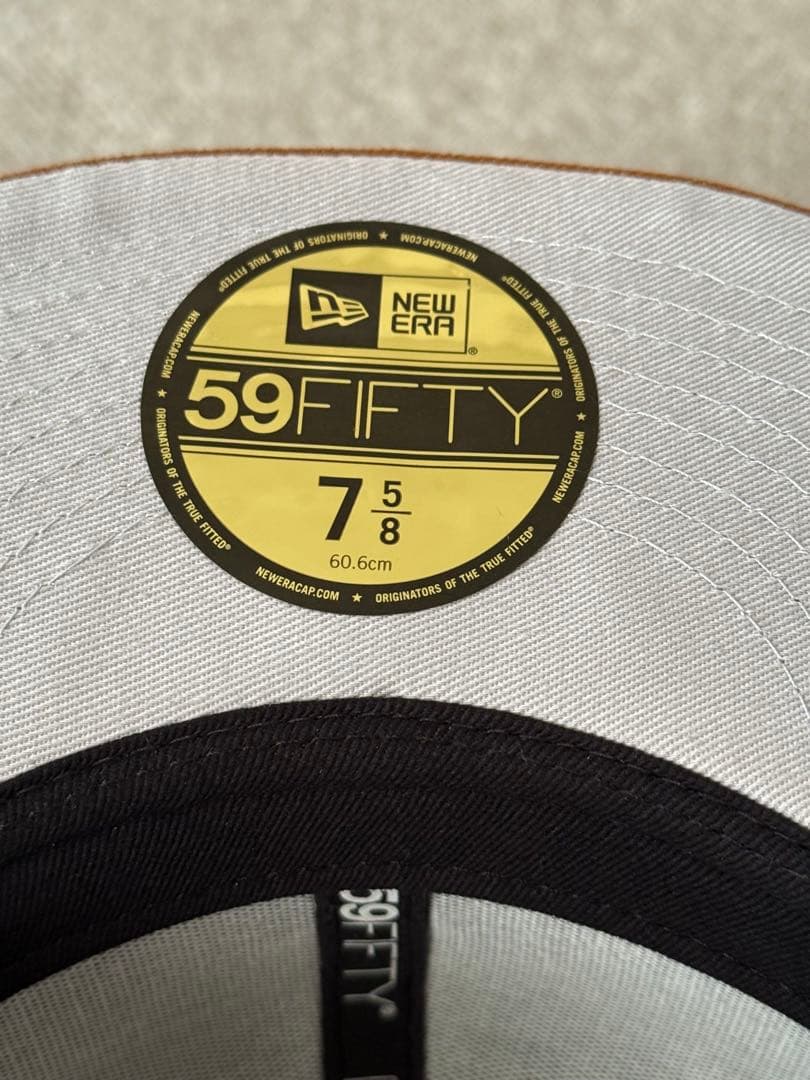 NEW
ERA
®
59FIFTY®
7 5/8
60.6cm
NEWERACAP.COM ★ ORIGINATORS OF THE TRUE FITTED®
NEWERACAP.COM ★ ORIGINATORS OF THE TRUE FITTED®
NEWERACAP.COM ★ ORIGINATORS OF THE TRUE FITTED®
NEWERACAP.COM ★ ORIGINATORS OF THE TRUE FITTED®
59FIFTY®